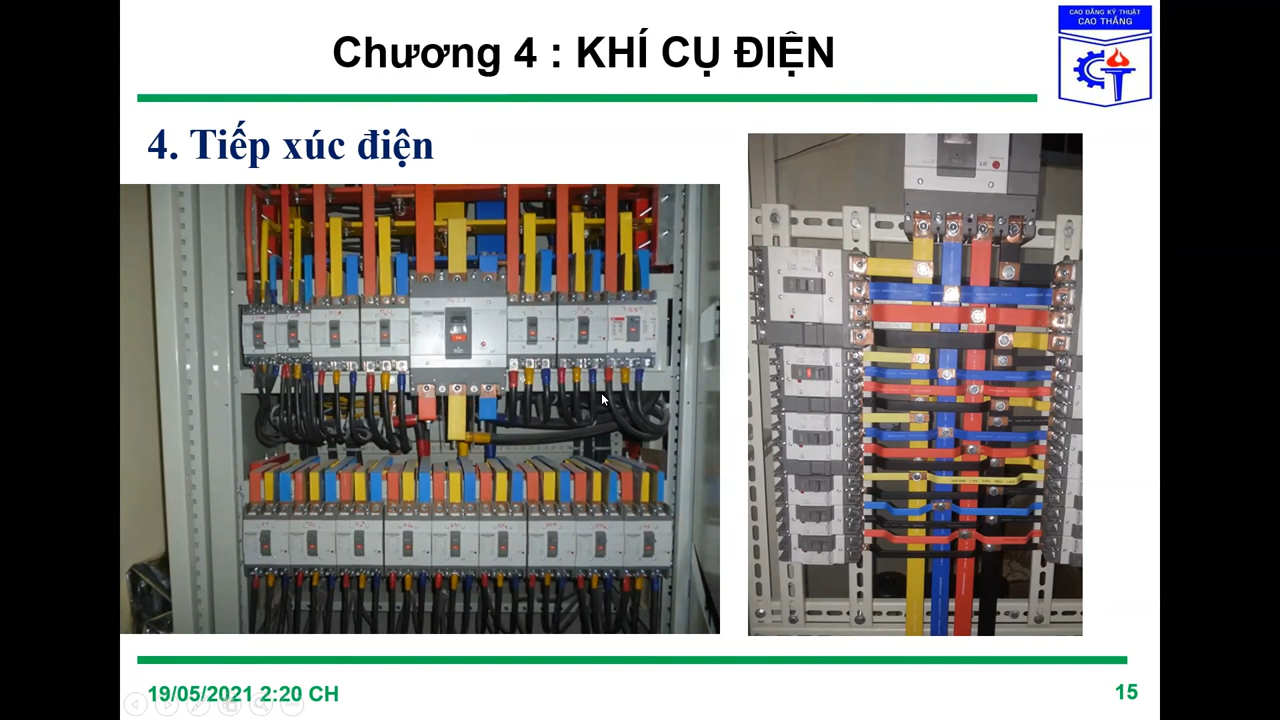 CAO ĐẲNG KỸ THUẬT
CAO THẮNG
Chương 4 : KHÍ CỤ ĐIỆN
4. Tiếp xúc điện
19/05/2021 2:20 CH
15